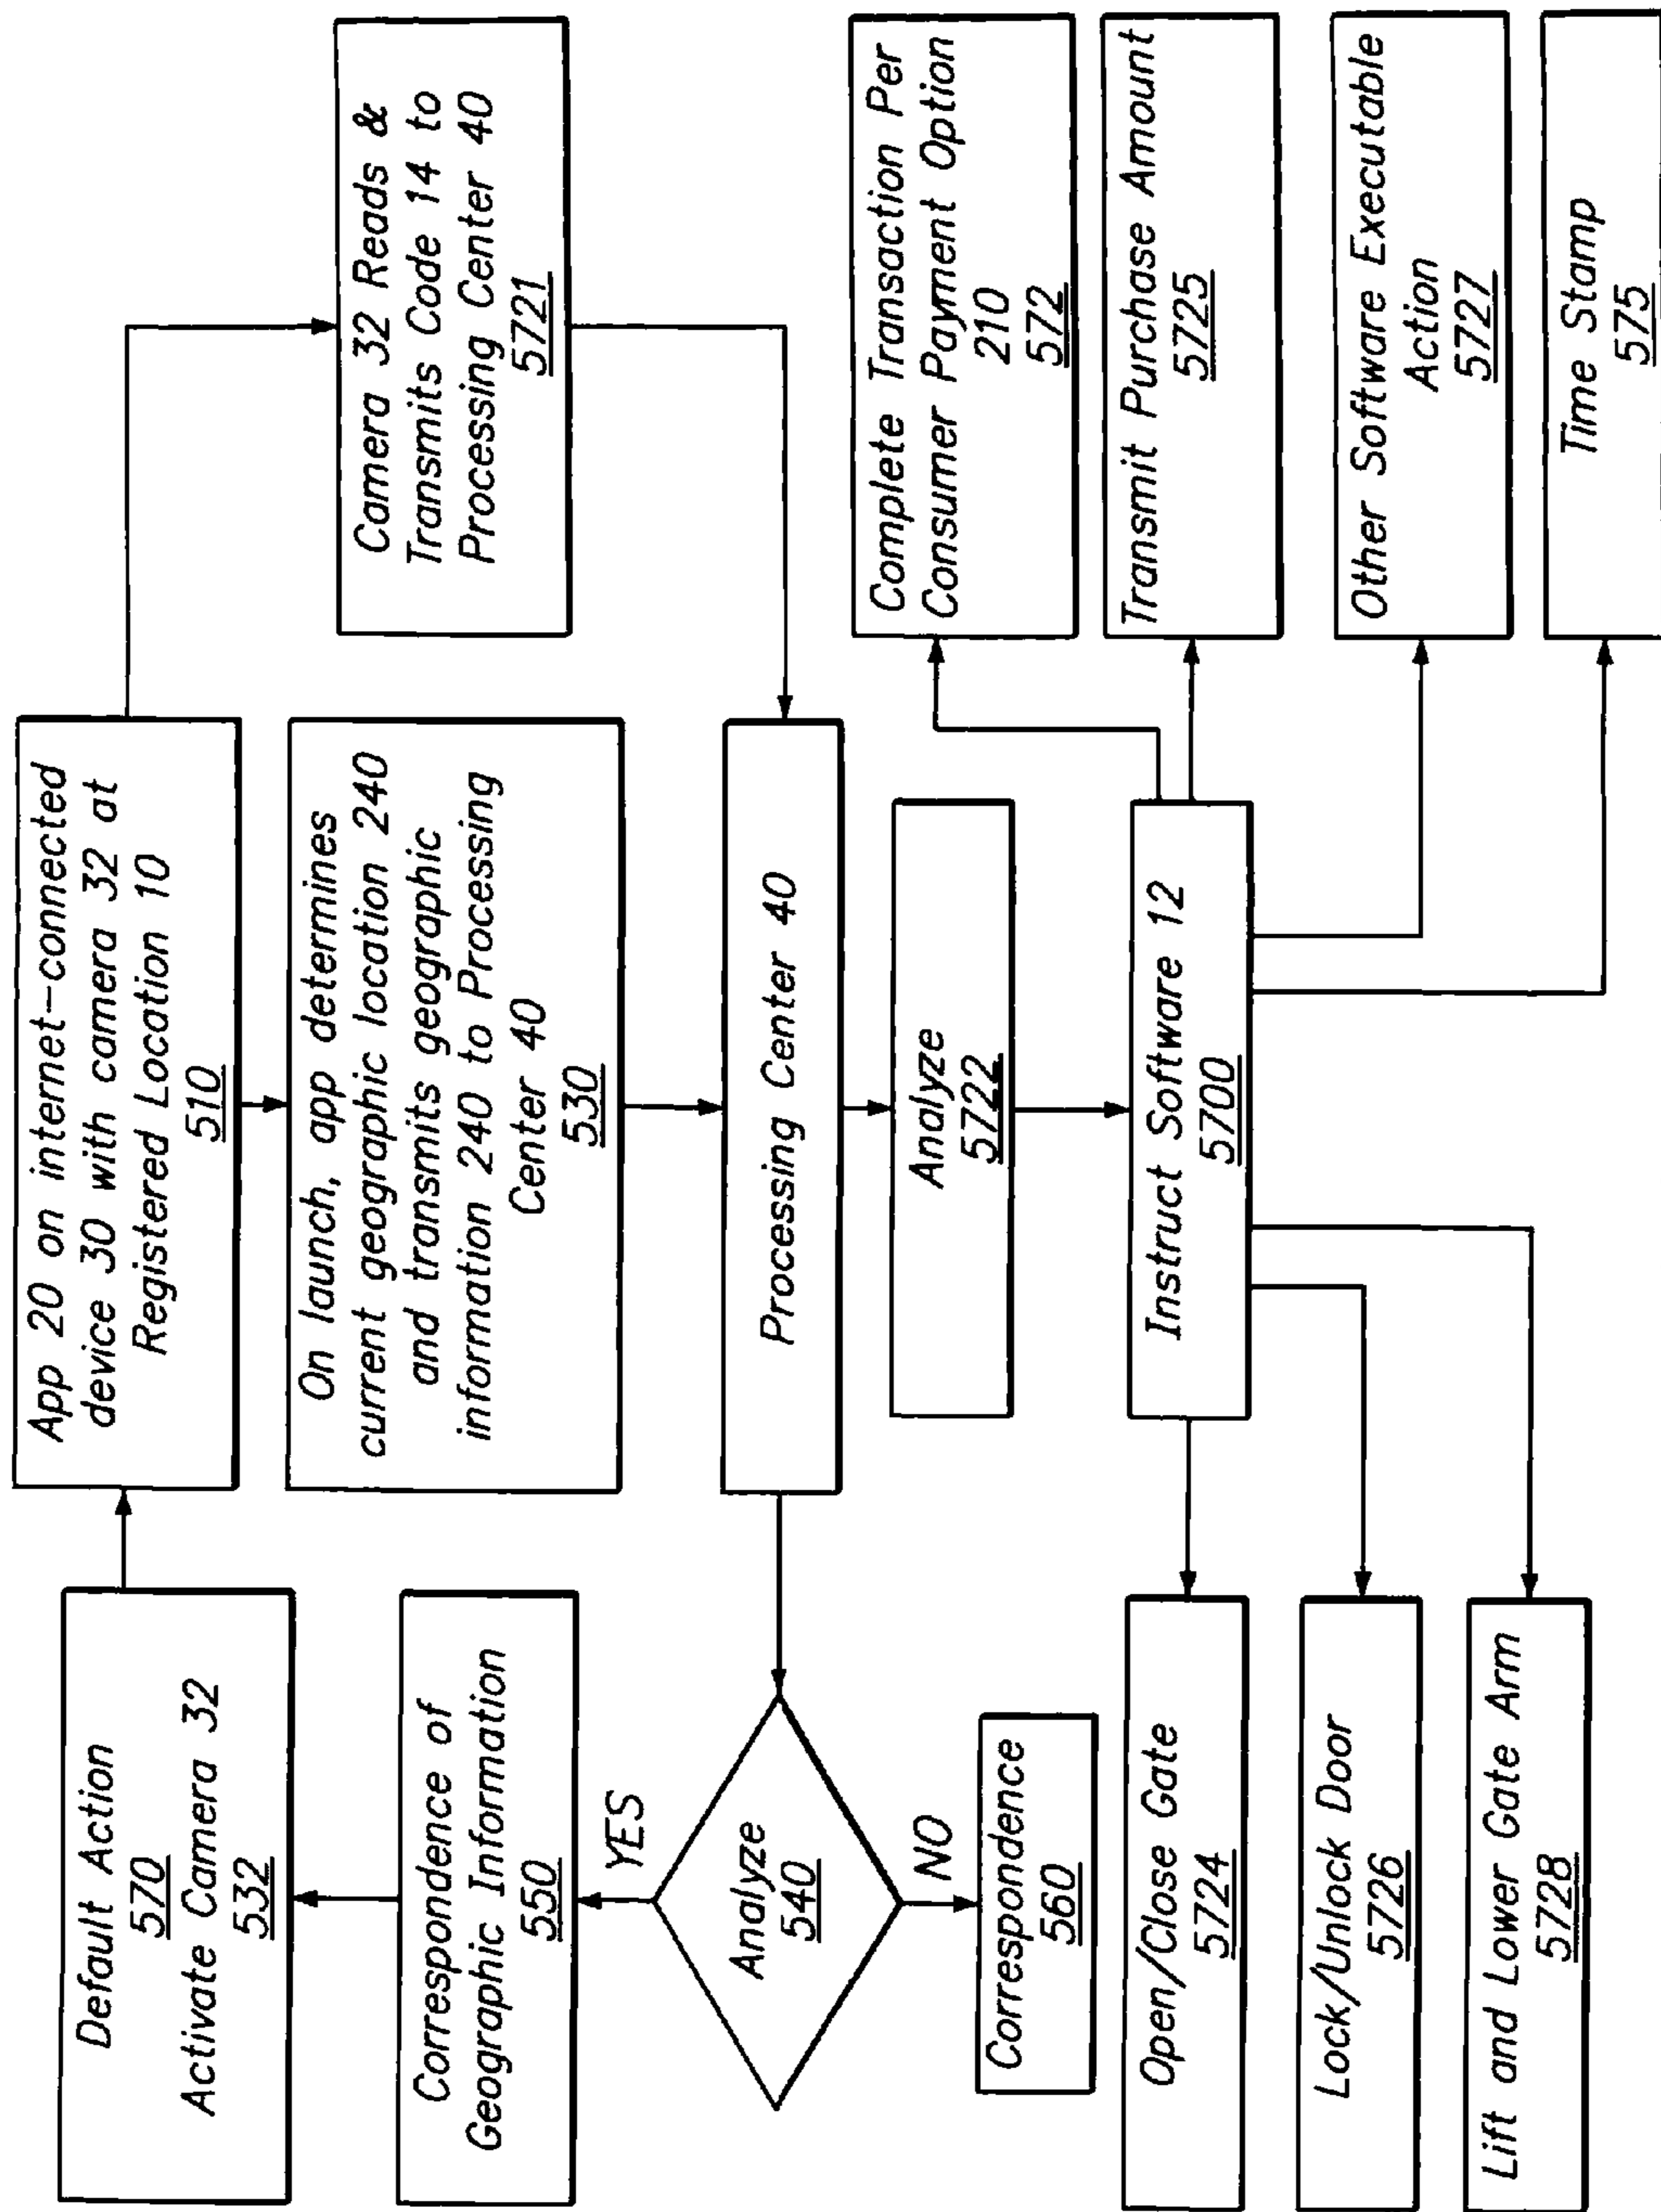 Default Action
570
Activate Camera 32
532
App 20 on internet-connected
device 30 with camera 32 at
Registered Location 10
510
Camera 32 Reads &
Transmits Code 14 to
Processing Center 40
5721
Correspondence of
Geographic Information
550
On launch, app determines
current geographic location 240
and transmits geographic
information 240 to Processing
Center 40
530
YES
Analyze
540
NO
Correspondence
560
Processing Center 40
Analyze
5722
Instruct Software 12
5700
Open/Close Gate
5724
Lock/Unlock Door
5726
Lift and Lower Gate Arm
5728
Complete Transaction Per
Consumer Payment Option
210
572
Transmit Purchase Amount
5725
Other Software Executable
Action
5727
Time Stamp
575